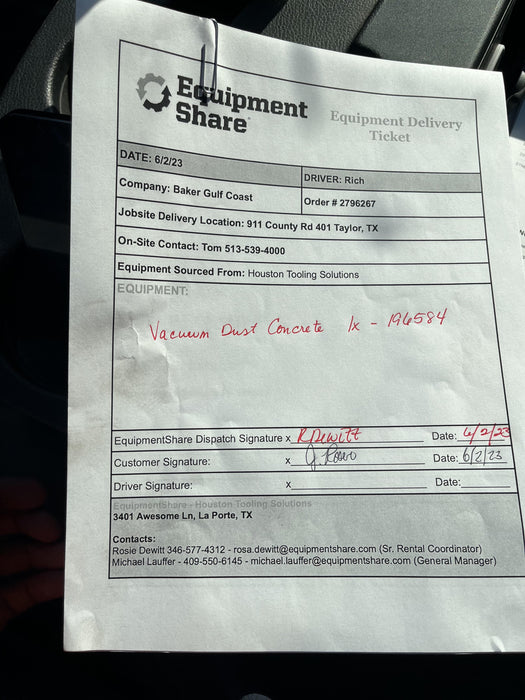 Equipment
Share
Equipment Delivery
Ticket
DATE: 6/2/23
DRIVER: Rich
Company: Baker Gulf Coast
Order # 2796267
Jobsite Delivery Location: 911 County Rd 401 Taylor, TX
On-Site Contact: Tom 513-539-4000
Equipment Sourced From: Houston Tooling Solutions
EQUIPMENT:
Vacuum Dust Concrete 1x - 196584
EquipmentShare Dispatch Signature x R Dewitt Date: 6/2/23
Customer Signature: x J. Date: 6/2/23
Driver Signature: x Date:
EquipmentShare - Houston Tooling Solutions
3401 Awesome Ln, La Porte, TX
Contacts:
Rosie Dewitt 346-577-4312 - rosa.dewitt@equipmentshare.com (Sr. Rental Coordinator)
Michael Lauffer - 409-550-6145 - michael.lauffer@equipmentshare.com (General Manager)